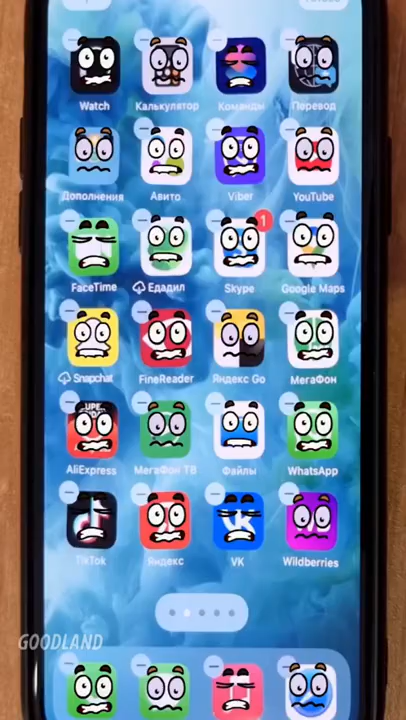 Watch Калькулятор Команды Перевод
Дополнения Авито Viber YouTube
1
FaceTime Едадил Skype Google Maps
Snapchat FineReader Яндекс Go МегаФон
AliExpress МегаФон ТВ Файлы WhatsApp
TikTok Яндекс VK Wildberries
GOODLAND